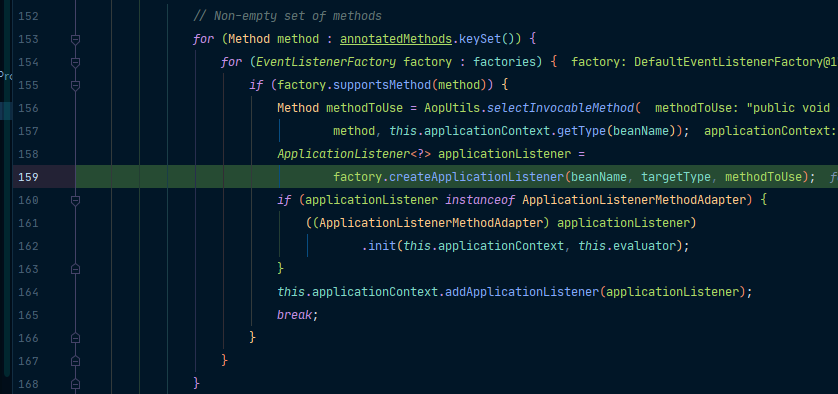 152 // Non-empty set of methods
153 for (Method method : annotatedMethods.keySet()) {
154 for (EventListenerFactory factory : factories) { factory: DefaultEventListenerFactory@1
155 if (factory.supportsMethod(method)) {
156 Method methodToUse = AopUtils.selectInvocableMethod( methodToUse: "public void
157 method, this.applicationContext.getType(beanName)); applicationContext:
158 ApplicationListener<?> applicationListener =
159 factory.createApplicationListener(beanName, targetType, methodToUse); f
160 if (applicationListener instanceof ApplicationListenerMethodAdapter) {
161 ((ApplicationListenerMethodAdapter) applicationListener)
162 .init(this.applicationContext, this.evaluator);
163 }
164 this.applicationContext.addApplicationListener(applicationListener);
165 break;
166 }
167 }
168 }